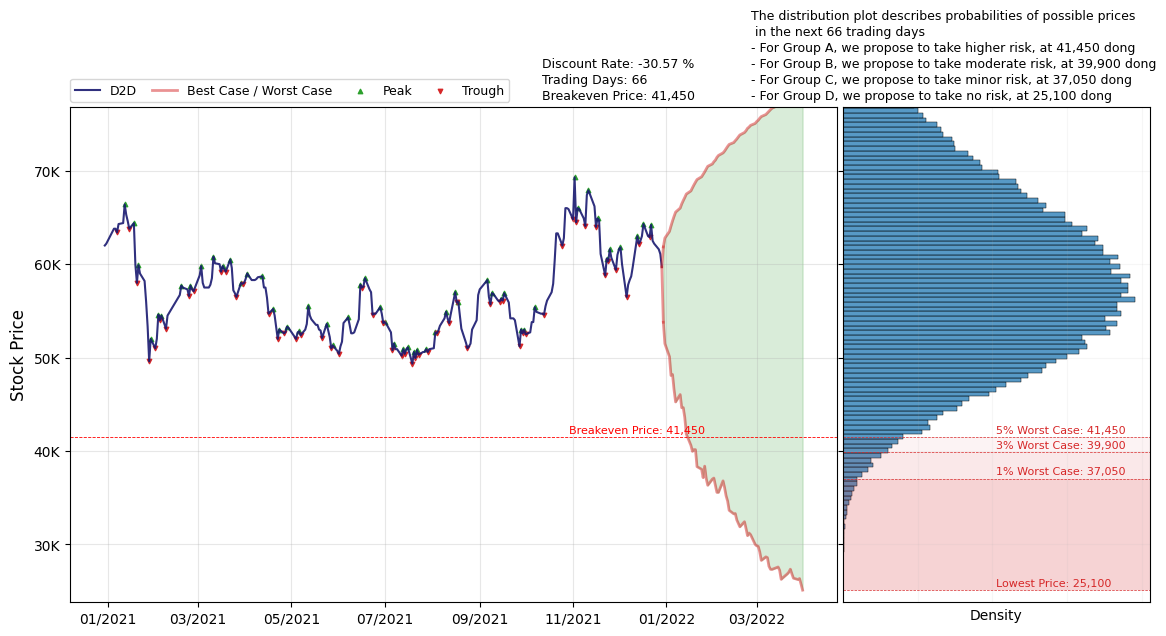 The distribution plot describes probabilities of possible prices
in the next 66 trading days
- For Group A, we propose to take higher risk, at 41,450 dong
- For Group B, we propose to take moderate risk, at 39,900 dong
- For Group C, we propose to take minor risk, at 37,050 dong
- For Group D, we propose to take no risk, at 25,100 dong
Discount Rate: -30.57 %
Trading Days: 66
Breakeven Price: 41,450
D2D
Best Case / Worst Case
Peak
Trough
Stock Price
70K
60K
50K
40K
30K
Breakeven Price: 41,450
5% Worst Case: 41,450
3% Worst Case: 39,900
1% Worst Case: 37,050
Lowest Price: 25,100
01/2021
03/2021
05/2021
07/2021
09/2021
11/2021
01/2022
03/2022
Density